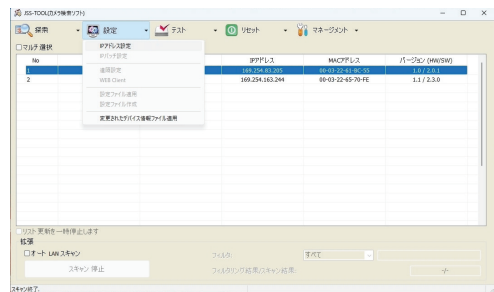 JSS-TOOL(カメラ検索ソフト)
探索 設定 テスト リセット マネージメント
マルチ選択
IPアドレス設定
IPバッチ設定
適用設定
WEB Client
設定ファイル適用
設定ファイル作成
変更されたデバイス情報ファイル適用
No IPアドレス MACアドレス バージョン (HW/SW)
1 169.254.83.205 00-03-22-61-BC-55 1.0 / 2.0.1
2 169.254.163.244 00-03-22-65-70-FE 1.1 / 2.3.0
リスト更新を一時停止します
拡張
オート LAN スキャン
フィルタ: すべて
スキャン 停止
フィルタリング結果/スキャン結果: -/-
スキャン終了.